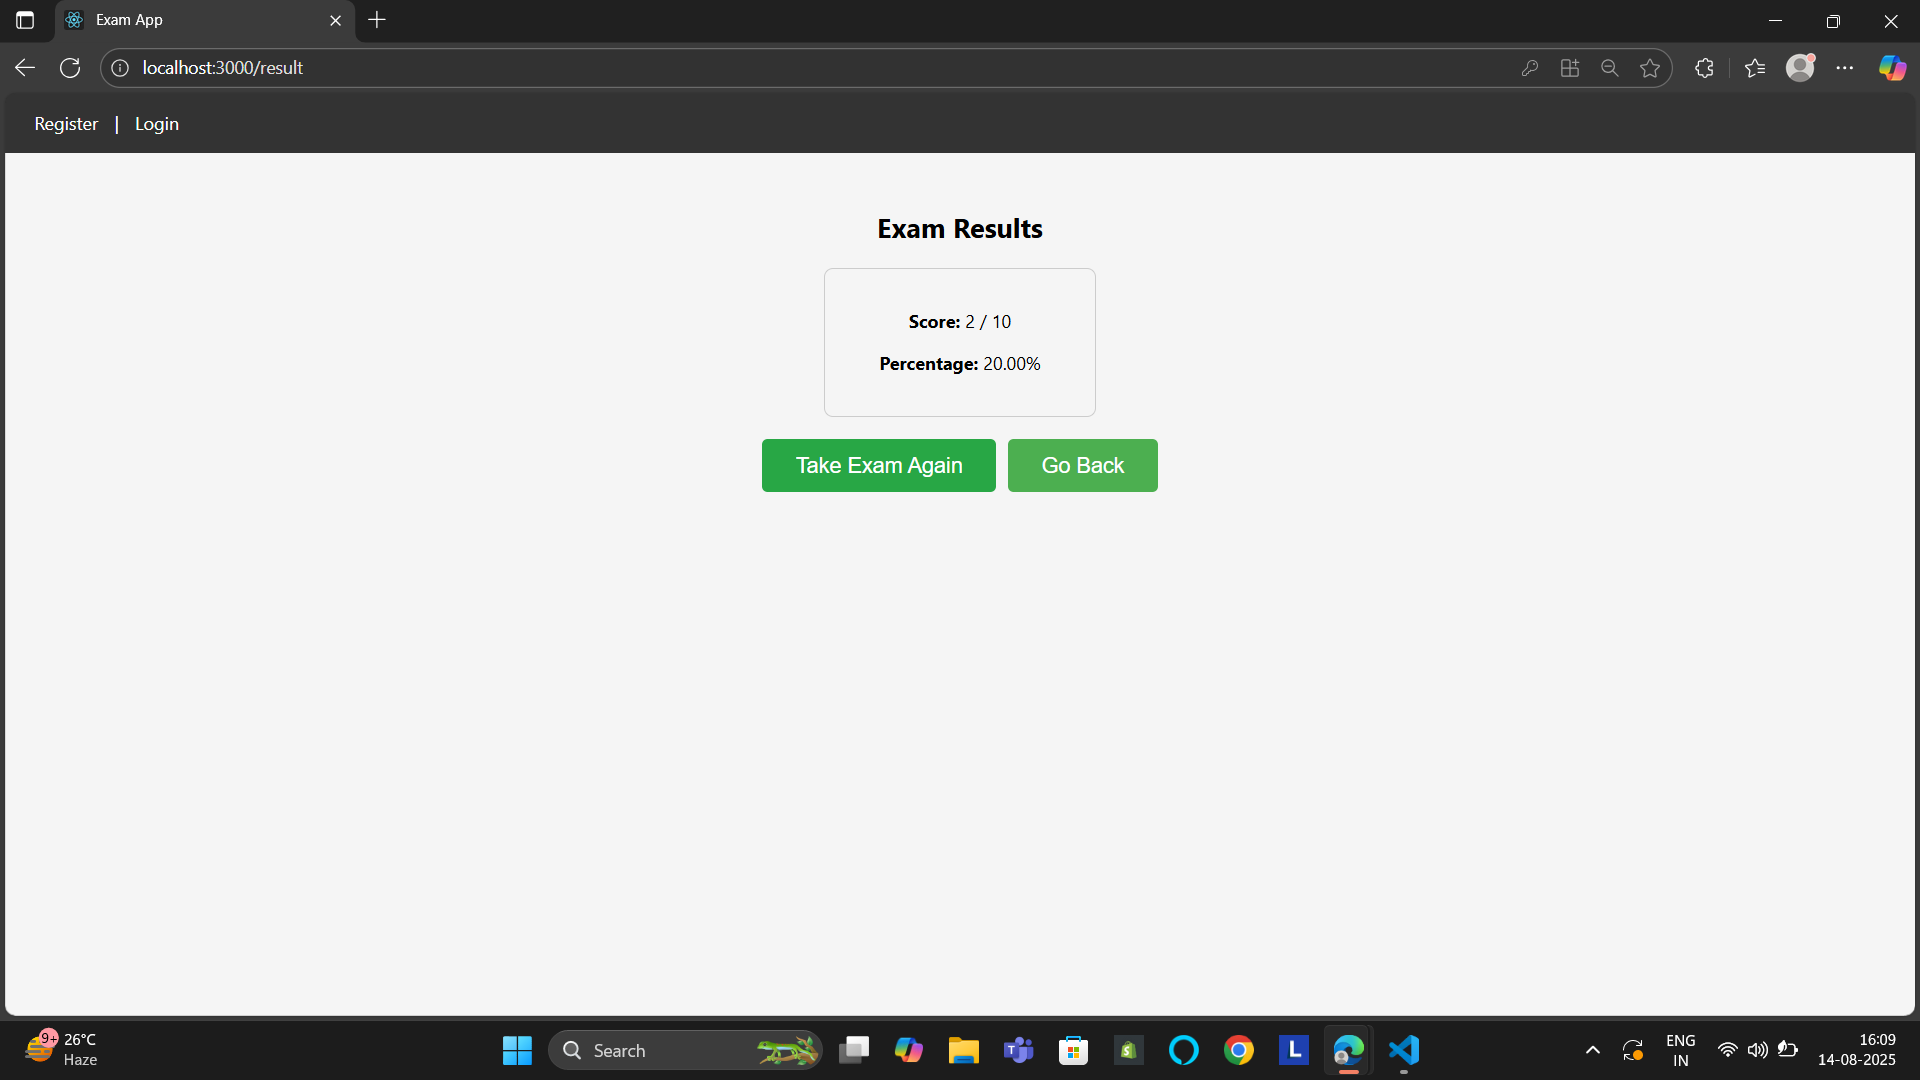 Exam App
localhost:3000/result
Register | Login
Exam Results
Score: 2 / 10
Percentage: 20.00%
Take Exam Again
Go Back
9+
26°C
Haze
Search
T
S
L
ENG
IN
16:09
14-08-2025